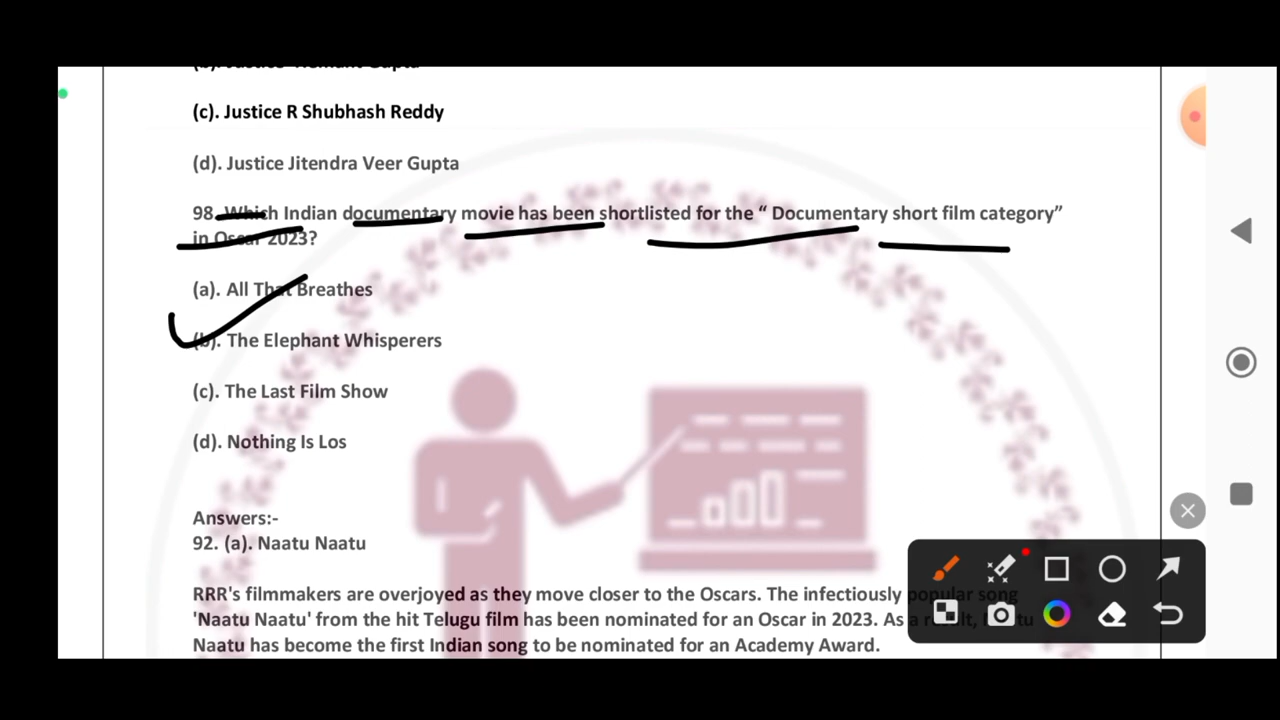 (c). Justice R Shubhash Reddy
(d). Justice Jitendra Veer Gupta
98. Which Indian documentary movie has been shortlisted for the “ Documentary short film category”
in Oscar 2023?
(a). All That Breathes
(b). The Elephant Whisperers
(c). The Last Film Show
(d). Nothing Is Los
Answers:-
92. (a). Naatu Naatu
RRR's filmmakers are overjoyed as they move closer to the Oscars. The infectiously popular song
'Naatu Naatu' from the hit Telugu film has been nominated for an Oscar in 2023. As a result, Naatu
Naatu has become the first Indian song to be nominated for an Academy Award.